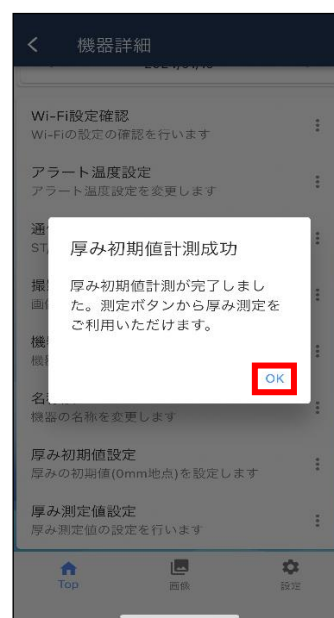 機器詳細
Wi-Fi設定確認
Wi-Fiの設定の確認を行います
アラート温度設定
アラート温度設定を変更します
通
ST
厚み初期値計測成功
撮
画
厚み初期値計測が完了しまし
た。測定ボタンから厚み測定を
ご利用いただけます。
機
機
OK
名
機器の名称を変更します
厚み初期値設定
厚みの初期値(0mm地点)を設定します
厚み測定値設定
厚み測定値の設定を行います
Top
画像
設定